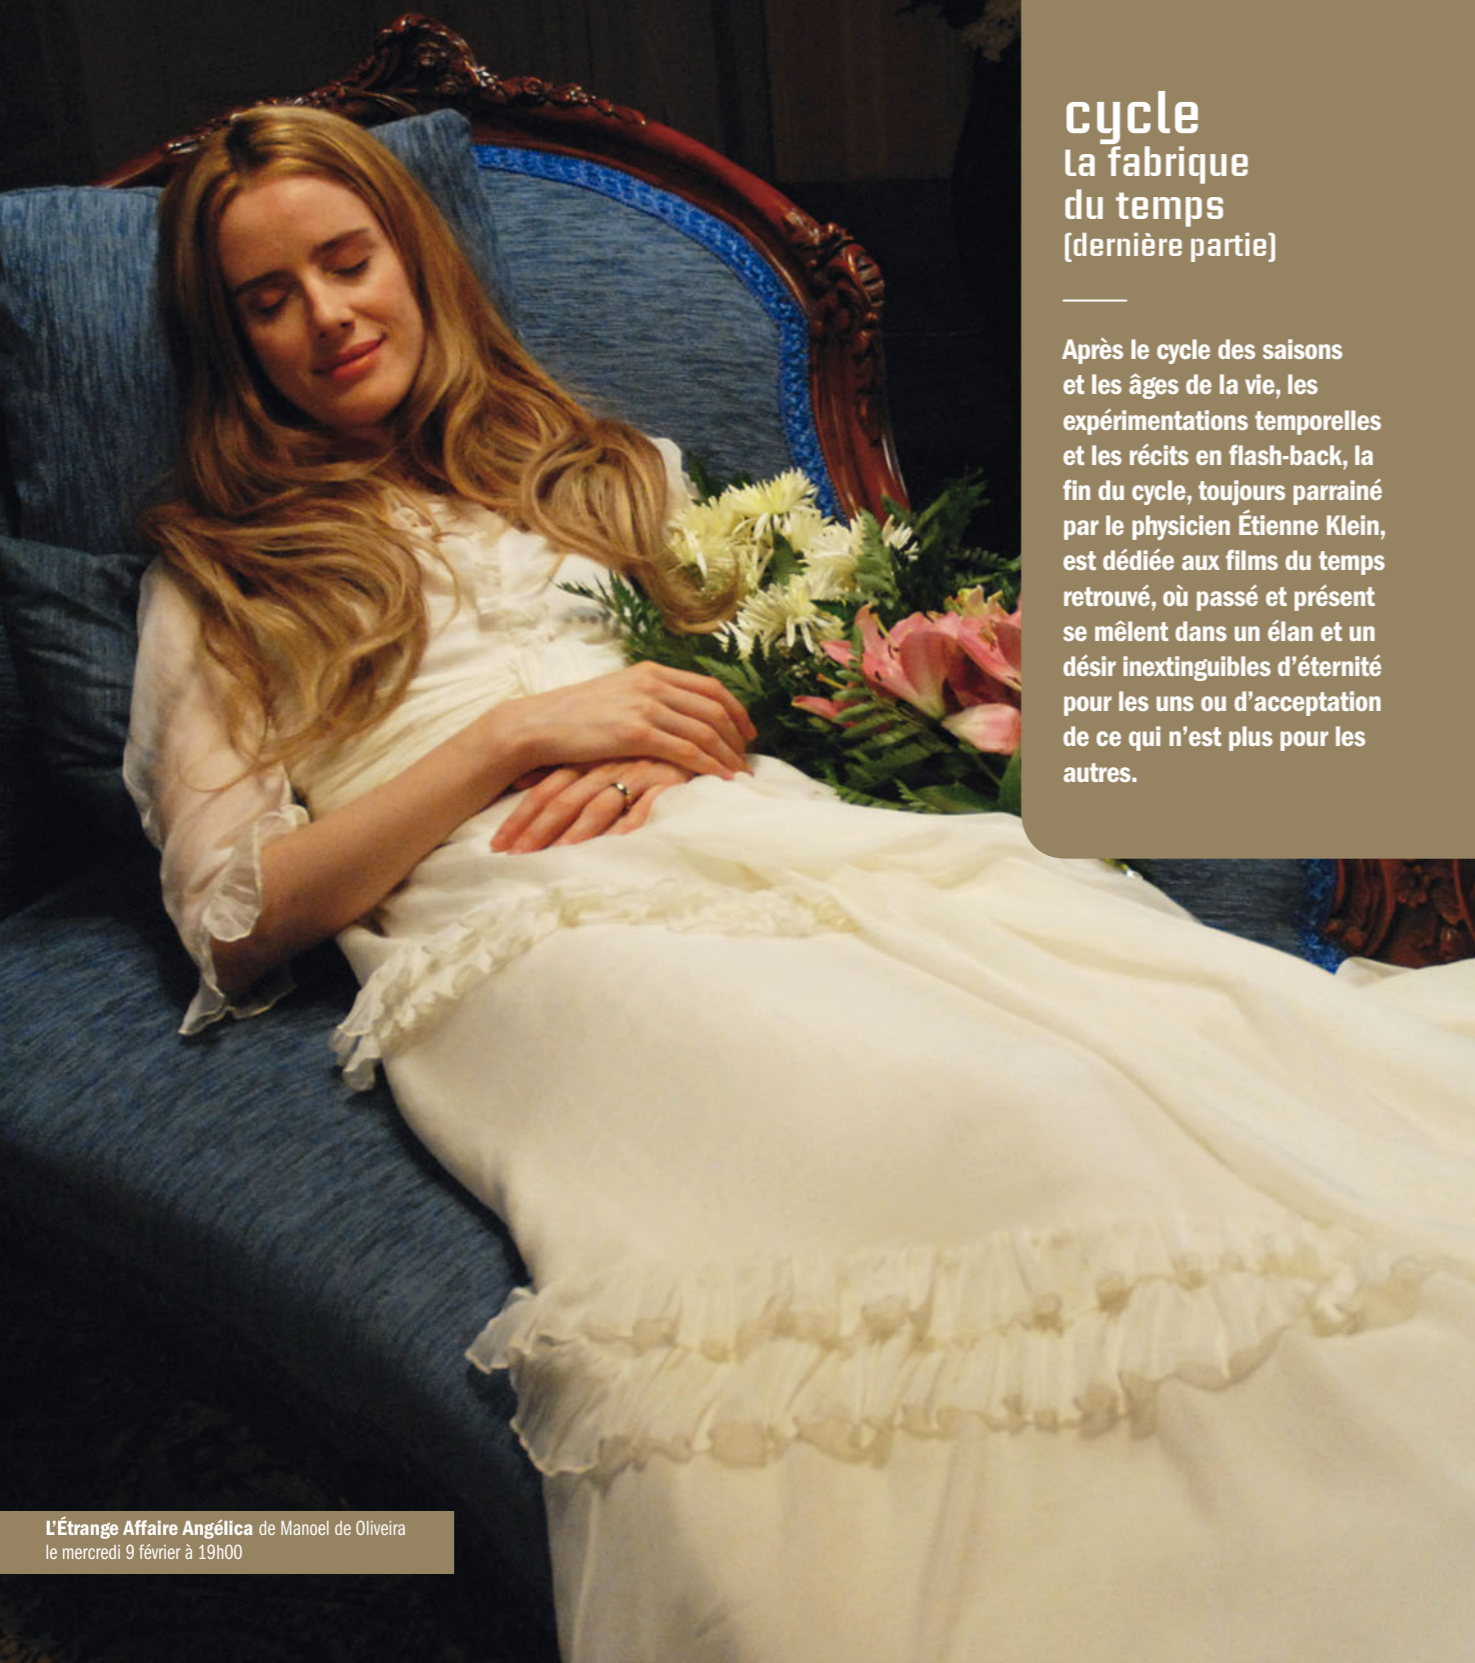 cycle
La fabrique
du temps
(dernière partie)
Après le cycle des saisons
et les âges de la vie, les
expérimentations temporelles
et les récits en flash-back, la
fin du cycle, toujours parrainé
par le physicien Étienne Klein,
est dédiée aux films du temps
retrouvé, où passé et présent
se mêlent dans un élan et un
désir inextinguibles d’éternité
pour les uns ou d’acceptation
de ce qui n’est plus pour les
autres.
L’Étrange Affaire Angélica de Manoel de Oliveira
le mercredi 9 février à 19h00